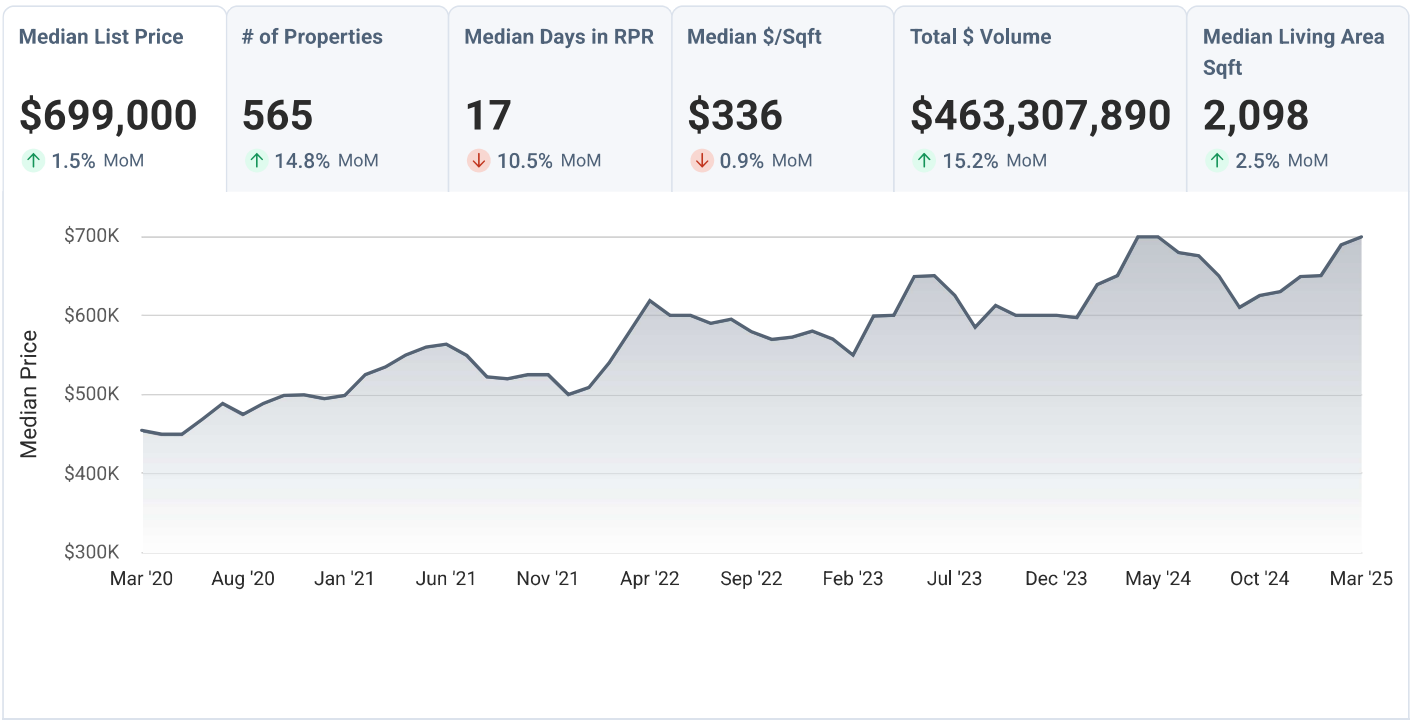 Median List Price
$699,000
1.5% MoM
# of Properties
565
14.8% MoM
Median Days in RPR
17
10.5% MoM
Median $/Sqft
$336
0.9% MoM
Total $ Volume
$463,307,890
15.2% MoM
Median Living Area
Sqft
2,098
2.5% MoM
Median Price
$700K
$600K
$500K
$400K
$300K
Mar '20 Aug '20 Jan '21 Jun '21 Nov '21 Apr '22 Sep '22 Feb '23 Jul '23 Dec '23 May '24 Oct '24 Mar '25